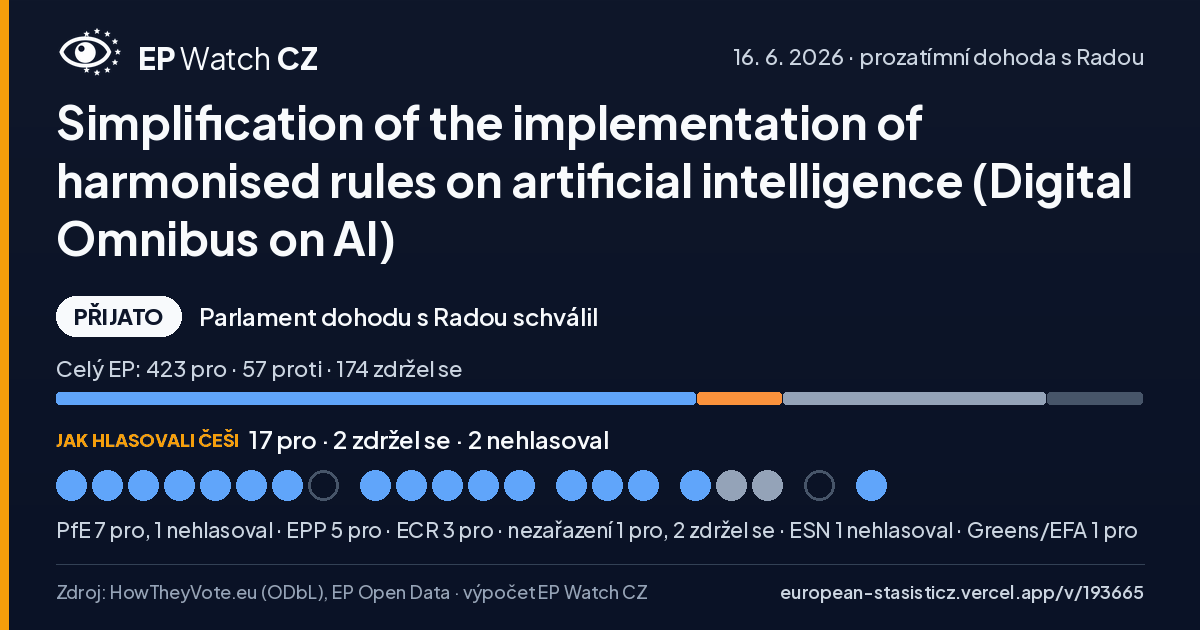 EP Watch CZ
16. 6. 2026 · prozatímní dohoda s Radou
Simplification of the implementation of
harmonised rules on artificial intelligence (Digital
Omnibus on AI)
PŘIJATO Parlament dohodu s Radou schválil
Celý EP: 423 pro · 57 proti · 174 zdržel se
JAK HLASOVALI ČEŠI 17 pro · 2 zdržel se · 2 nehlasoval
PfE 7 pro, 1 nehlasoval · EPP 5 pro · ECR 3 pro · nezařazení 1 pro, 2 zdržel se · ESN 1 nehlasoval · Greens/EFA 1 pro
Zdroj: HowTheyVote.eu (ODbL), EP Open Data · výpočet EP Watch CZ
european-stasisticz.vercel.app/v/193665